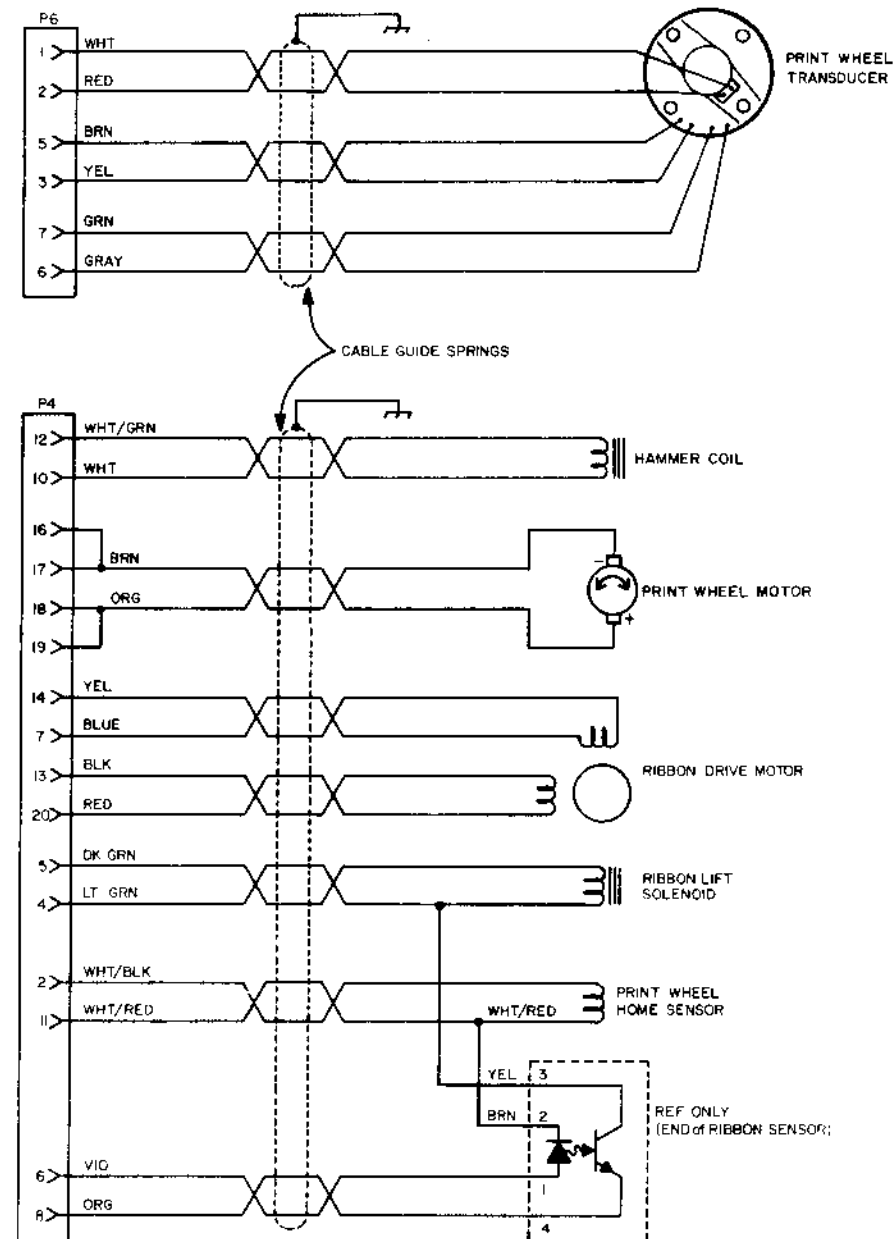 P6
1 WHT
2 RED
PRINT WHEEL
TRANSDUCER
5 BRN
3 YEL
7 GRN
6 GRAY
CABLE GUIDE SPRINGS
P4
12 WHT/GRN
10 WHT
HAMMER COIL
16
17 BRN
18 ORG
19
-
PRINT WHEEL MOTOR
+
14 YEL
7 BLUE
13 BLK
20 RED
RIBBON DRIVE MOTOR
5 DK GRN
4 LT GRN
RIBBON LIFT
SOLENOID
2 WHT/BLK
11 WHT/RED
WHT/RED
PRINT WHEEL
HOME SENSOR
YEL 3
BRN 2
REF ONLY
(END of RIBBON SENSOR)
6 VIO
1
8 ORG
4